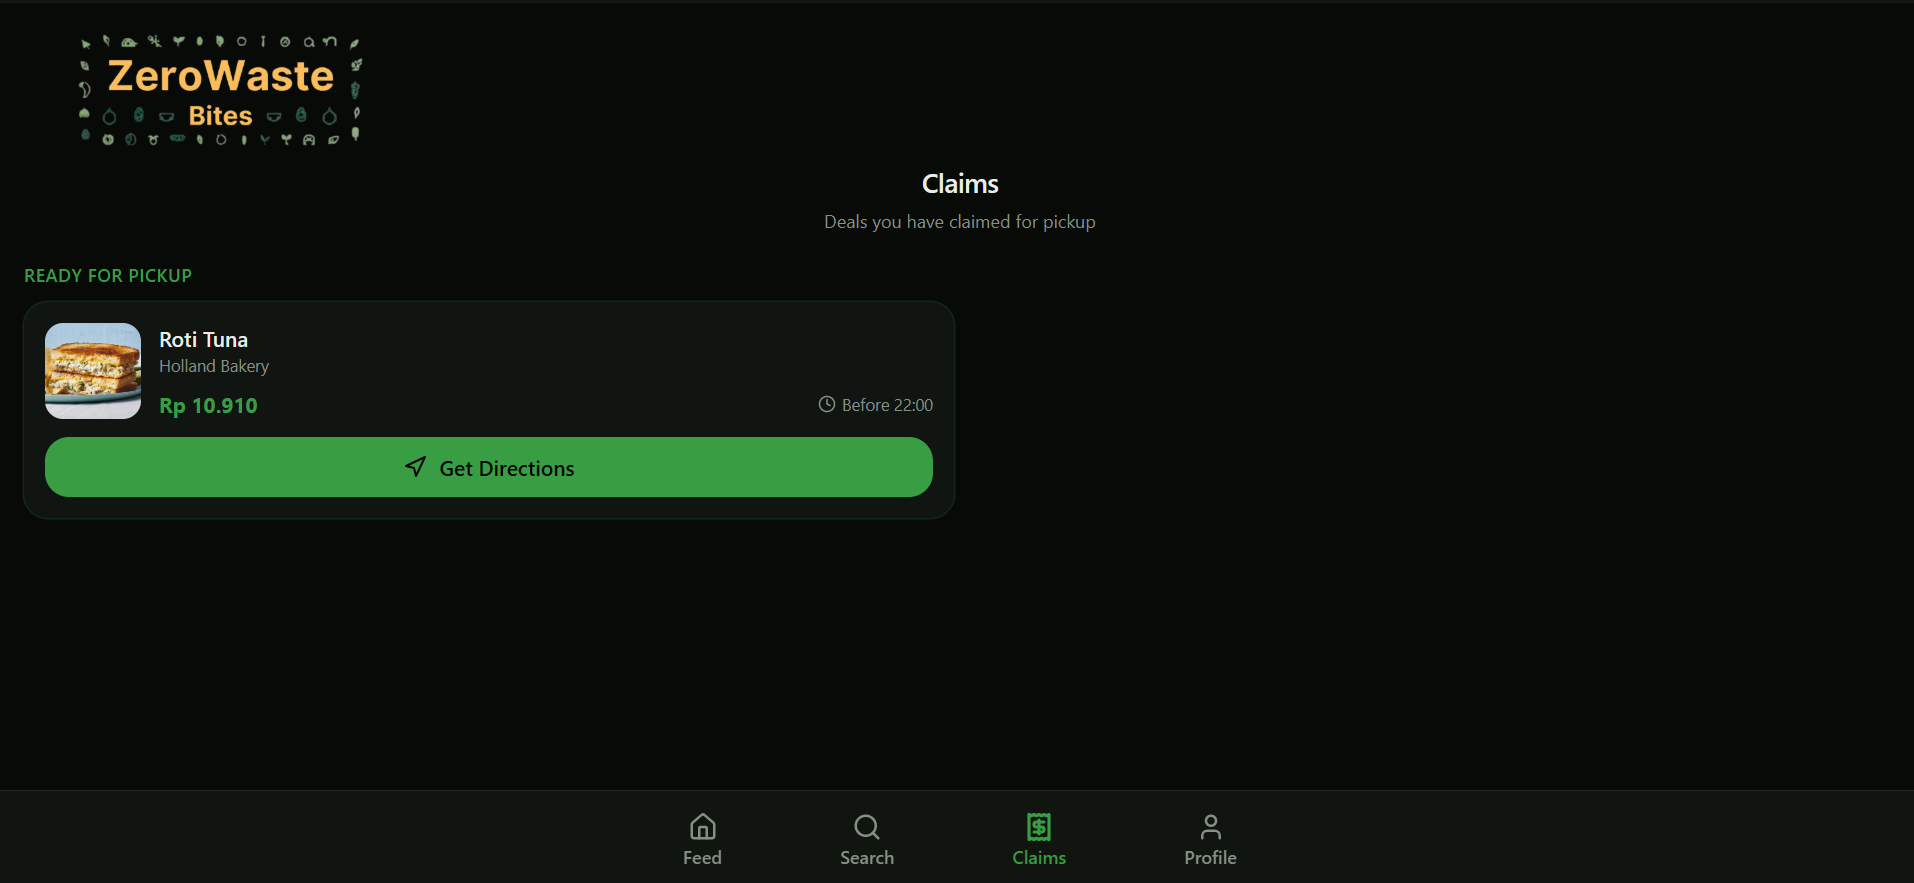 ZeroWaste
Bites
Claims
Deals you have claimed for pickup
READY FOR PICKUP
Roti Tuna
Holland Bakery
Rp 10.910
Before 22:00
Get Directions
Feed
Search
Claims
Profile